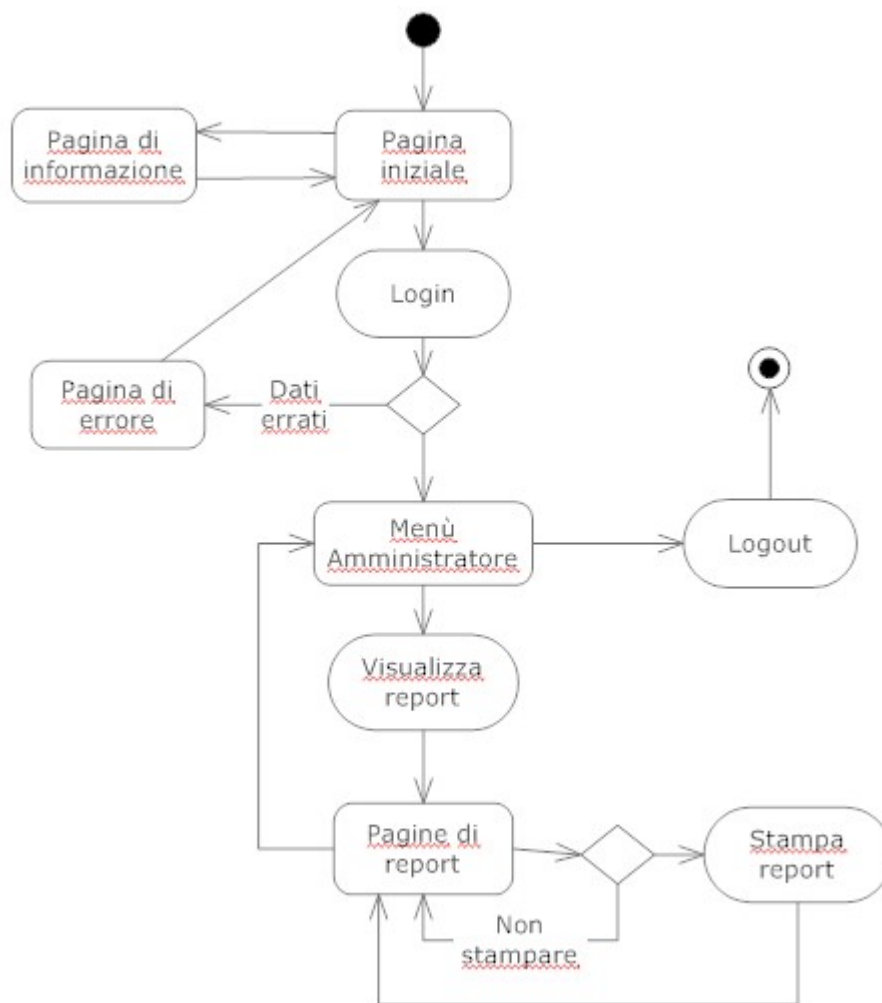 Pagina di
informazione
Pagina
iniziale
Login
Pagina di
errore
Dati
errati
Menù
Amministratore
Logout
Visualizza
report
Pagine di
report
Stampa
report
Non
stampare